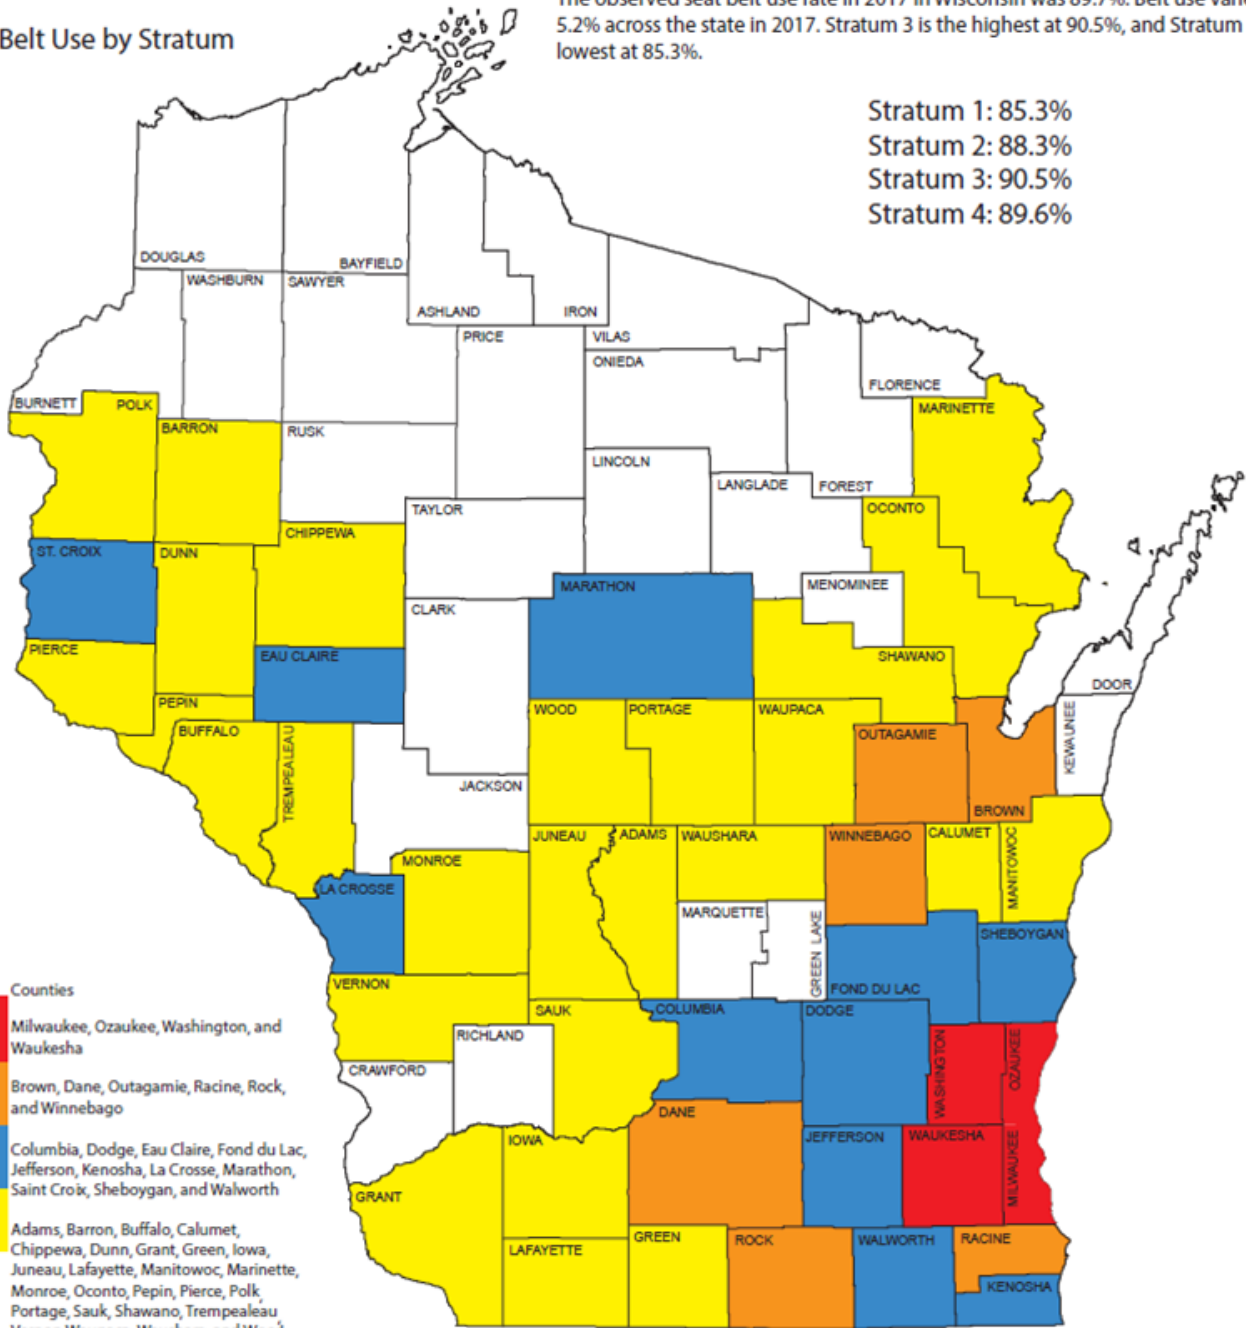 Belt Use by Stratum
5.2% across the state in 2017. Stratum 3 is the highest at 90.5%, and Stratum
lowest at 85.3%.
Stratum 1: 85.3%
Stratum 2: 88.3%
Stratum 3: 90.5%
Stratum 4: 89.6%
DOUGLAS
BAYFIELD
WASHBURN
SAWYER
ASHLAND
IRON
PRICE
VILAS
ONIEDA
FLORENCE
BURNETT
POLK
MARINETTE
BARRON
RUSK
LINCOLN
LANGLADE
FOREST
TAYLOR
OCONTO
CHIPPEWA
ST. CROIX
DUNN
MARATHON
MENOMINEE
CLARK
PIERCE
EAU CLAIRE
SHAWANO
DOOR
PEPIN
WOOD
PORTAGE
WAUPACA
BUFFALO
TREMPEALEAU
OUTAGAMIE
KEWAUNEE
JACKSON
BROWN
JUNEAU
ADAMS
WAUSHARA
WINNEBAGO
CALUMET
MANITOWOC
MONROE
LA CROSSE
MARQUETTE
GREEN LAKE
SHEBOYGAN
VERNON
FOND DU LAC
SAUK
COLUMBIA
DODGE
RICHLAND
WASHINGTON
OZAUKEE
CRAWFORD
DANE
IOWA
JEFFERSON
WAUKESHA
MILWAUKEE
GRANT
GREEN
ROCK
WALWORTH
RACINE
LAFAYETTE
KENOSHA
Counties
Milwaukee, Ozaukee, Washington, and
Waukesha
Brown, Dane, Outagamie, Racine, Rock,
and Winnebago
Columbia, Dodge, Eau Claire, Fond du Lac,
Jefferson, Kenosha, La Crosse, Marathon,
Saint Croix, Sheboygan, and Walworth
Adams, Barron, Buffalo, Calumet,
Chippewa, Dunn, Grant, Green, Iowa,
Juneau, Lafayette, Manitowoc, Marinette,
Monroe, Oconto, Pepin, Pierce, Polk,
Portage, Sauk, Shawano, Trempealeau,